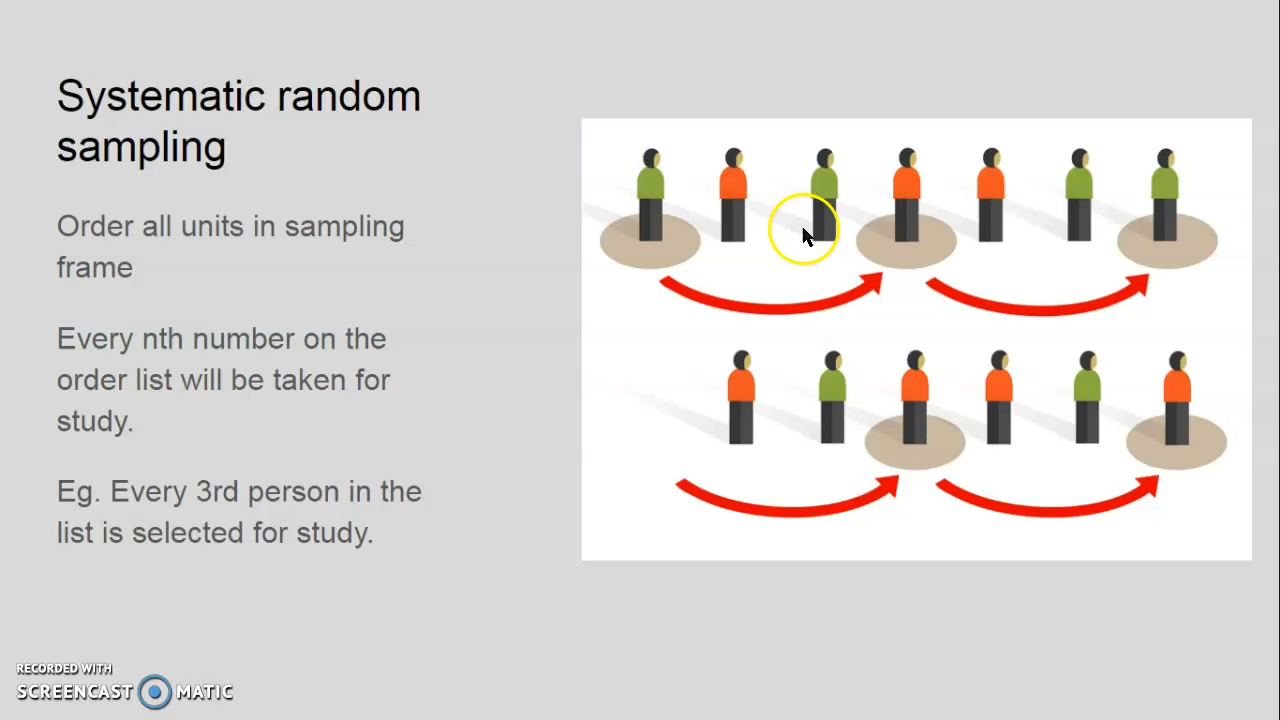 Systematic random
sampling
Order all units in sampling
frame
Every nth number on the
order list will be taken for
study.
Eg. Every 3rd person in the
list is selected for study.
RECORDED WITH
SCREENCAST MATIC